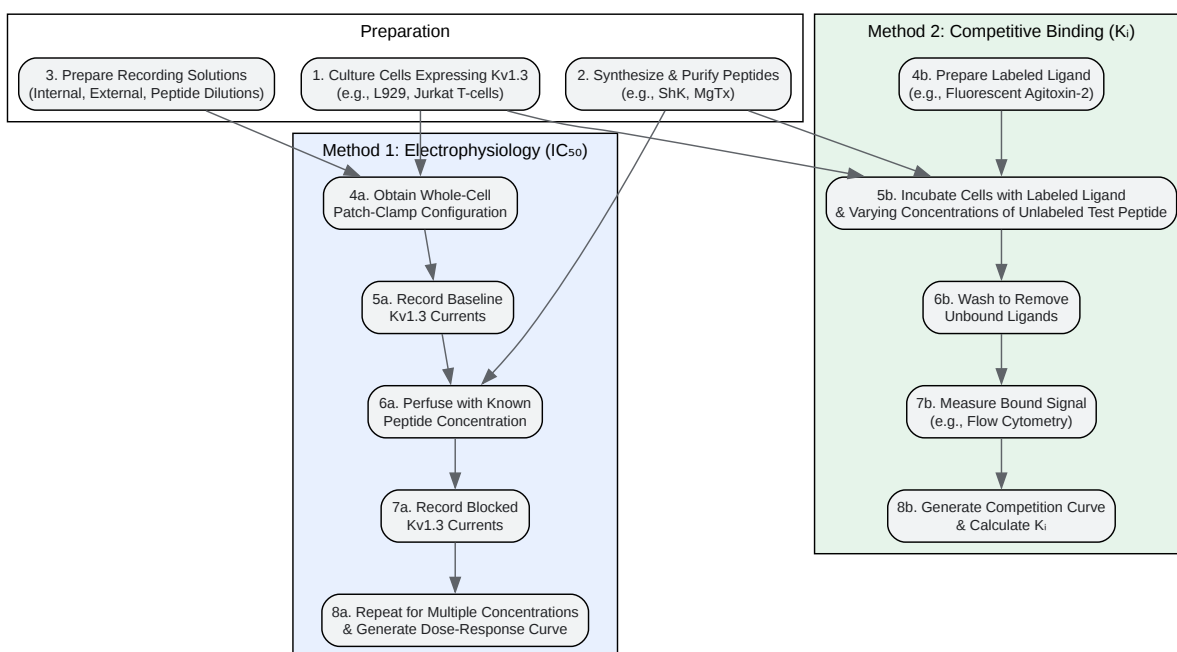 Preparation
3. Prepare Recording Solutions
(Internal, External, Peptide Dilutions)
1. Culture Cells Expressing Kv1.3
(e.g., L929, Jurkat T-cells)
2. Synthesize & Purify Peptides
(e.g., ShK, MgTx)
Method 1: Electrophysiology (IC₅₀)
4a. Obtain Whole-Cell
Patch-Clamp Configuration
5a. Record Baseline
Kv1.3 Currents
6a. Perfuse with Known
Peptide Concentration
7a. Record Blocked
Kv1.3 Currents
8a. Repeat for Multiple Concentrations
& Generate Dose-Response Curve
Method 2: Competitive Binding (Kᵢ)
4b. Prepare Labeled Ligand
(e.g., Fluorescent Agitoxin-2)
5b. Incubate Cells with Labeled Ligand
& Varying Concentrations of Unlabeled Test Peptide
6b. Wash to Remove
Unbound Ligands
7b. Measure Bound Signal
(e.g., Flow Cytometry)
8b. Generate Competition Curve
& Calculate Kᵢ